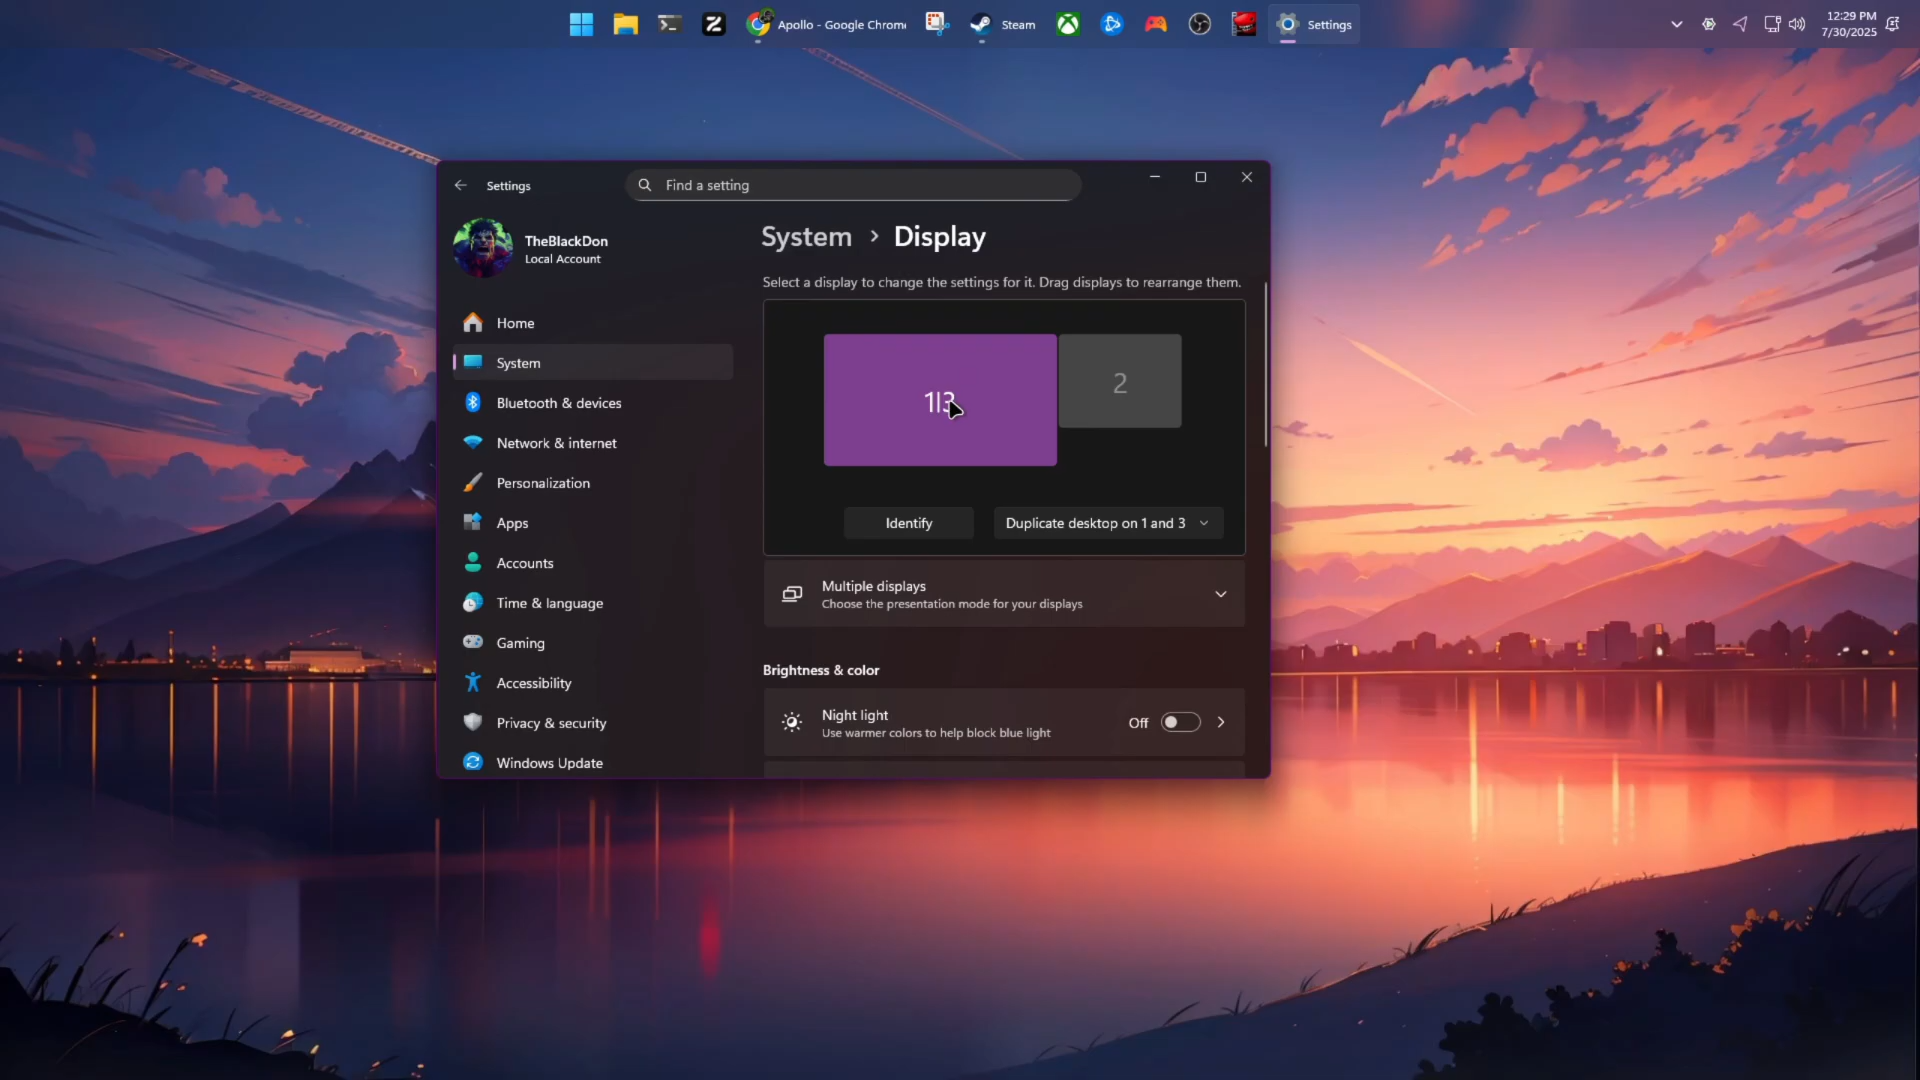 Apollo - Google Chrome
Steam
Settings
12:29 PM
7/30/2025
Settings
Find a setting
TheBlackDon
Local Account
Home
System
Bluetooth & devices
Network & internet
Personalization
Apps
Accounts
Time & language
Gaming
Accessibility
Privacy & security
Windows Update
System > Display
Select a display to change the settings for it. Drag displays to rearrange them.
1|3
2
Identify
Duplicate desktop on 1 and 3
Multiple displays
Choose the presentation mode for your displays
Brightness & color
Night light
Use warmer colors to help block blue light
Off